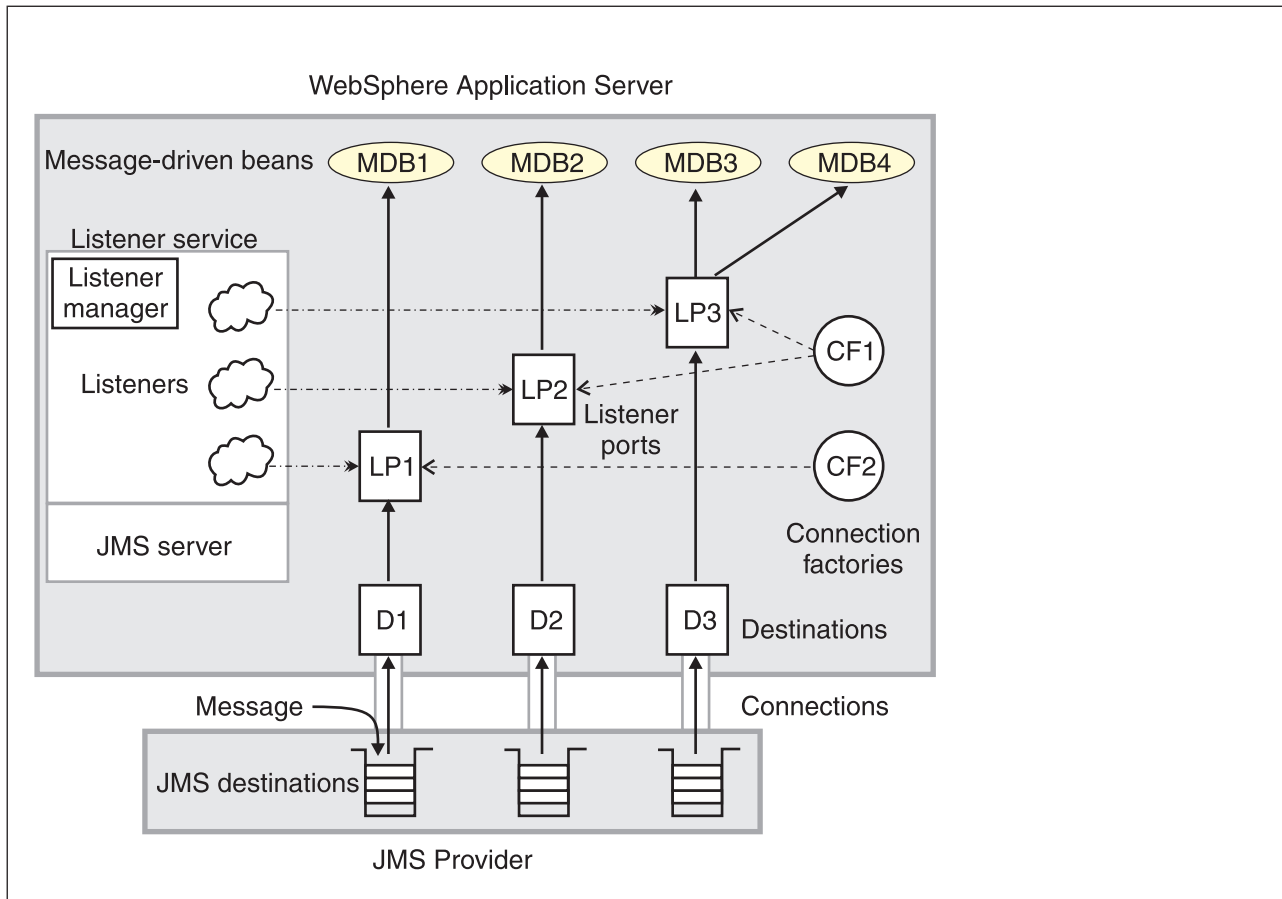 WebSphere Application Server
Message-driven beans
MDB1
MDB2
MDB3
MDB4
Listener service
Listener
manager
LP3
CF1
Listeners
LP2
Listener
ports
LP1
CF2
JMS server
Connection
factories
D1
D2
D3
Destinations
Message
Connections
JMS destinations
JMS Provider